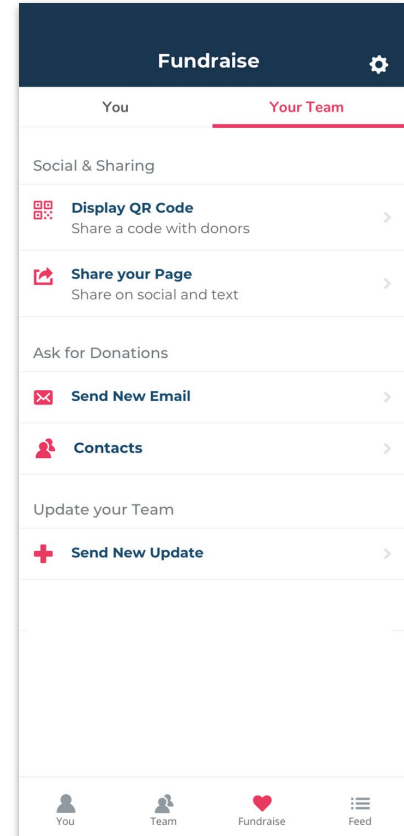 Fundraise
You
Your Team
Social & Sharing
Display QR Code
Share a code with donors
Share your Page
Share on social and text
Ask for Donations
Send New Email
Contacts
Update your Team
Send New Update
You
Team
Fundraise
Feed